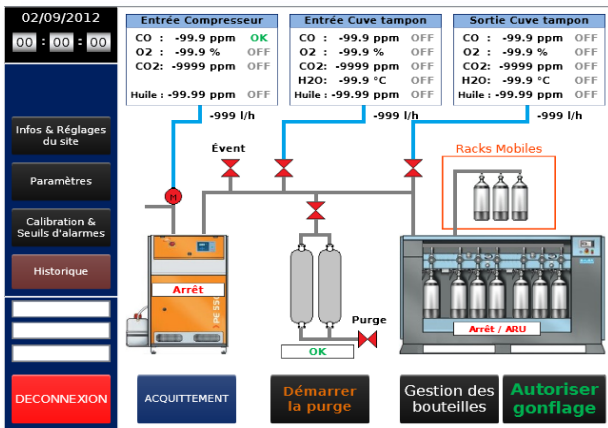 02/09/2012
00 : 00 : 00
Entrée Compresseur
CO : -99.9 ppm OK
O2 : -99.9 % OFF
CO2: -9999 ppm OFF
Huile : -99.99 ppm OFF
Entrée Cuve tampon
CO : -99.9 ppm OFF
O2 : -99.9 % OFF
CO2: -9999 ppm OFF
H2O: -99.9 °C OFF
Huile : -99.99 ppm OFF
Sortie Cuve tampon
CO : -99.9 ppm OFF
O2 : -99.9 % OFF
CO2: -9999 ppm OFF
H2O: -99.9 °C OFF
Huile : -99.99 ppm OFF
-999 l/h
-999 l/h
-999 l/h
Infos & Réglages
du site
Paramètres
Calibration &
Seuils d'alarmes
Historique
Évent
Racks Mobiles
M
Arrêt
Purge
OK
Arrêt / ARU
DECONNEXION
ACQUITTEMENT
Démarrer
la purge
Gestion des
bouteilles
Autoriser
gonflage